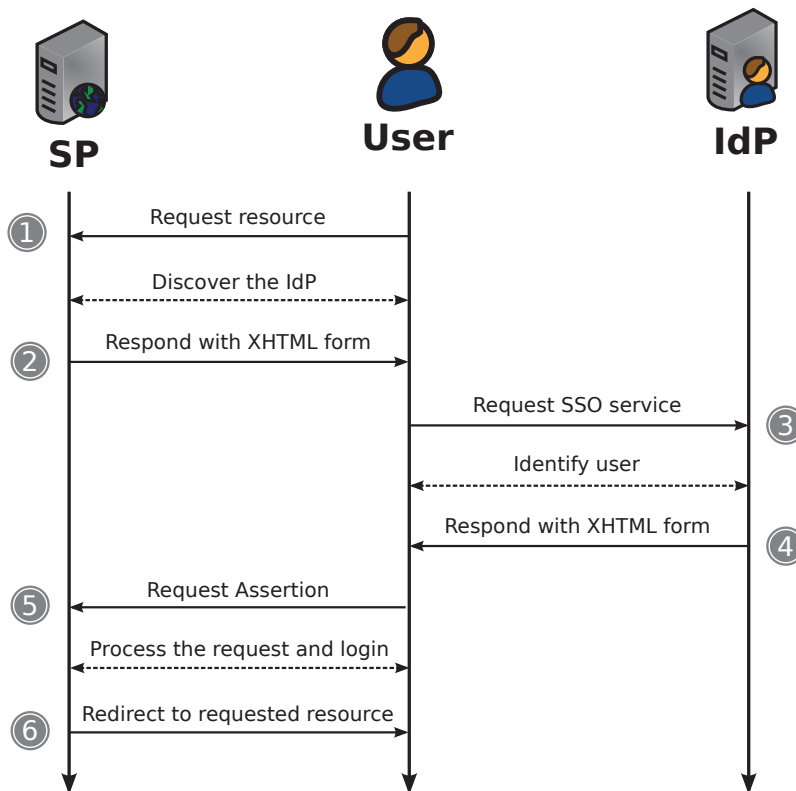 SP
User
IdP
1
Request resource
Discover the IdP
2
Respond with XHTML form
Request SSO service
3
Identify user
Respond with XHTML form
4
5
Request Assertion
Process the request and login
6
Redirect to requested resource